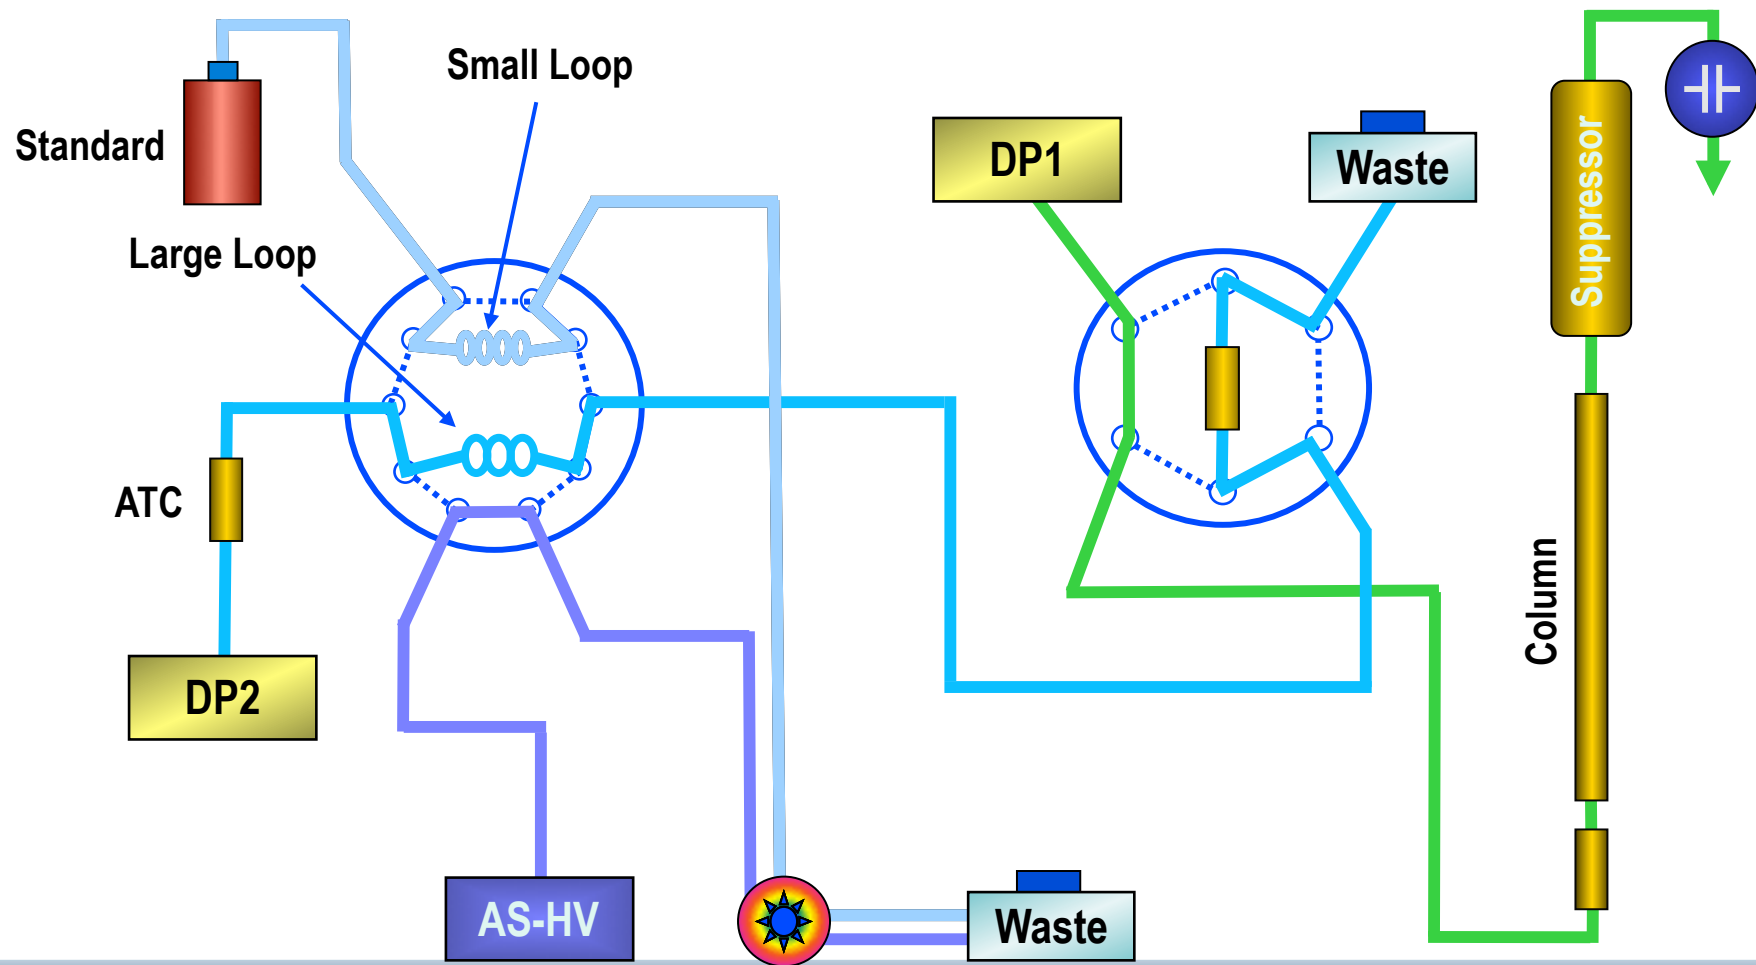 Small Loop
Standard
DP1
Waste
Suppressor
Large Loop
ATC
Column
DP2
AS-HV
Waste